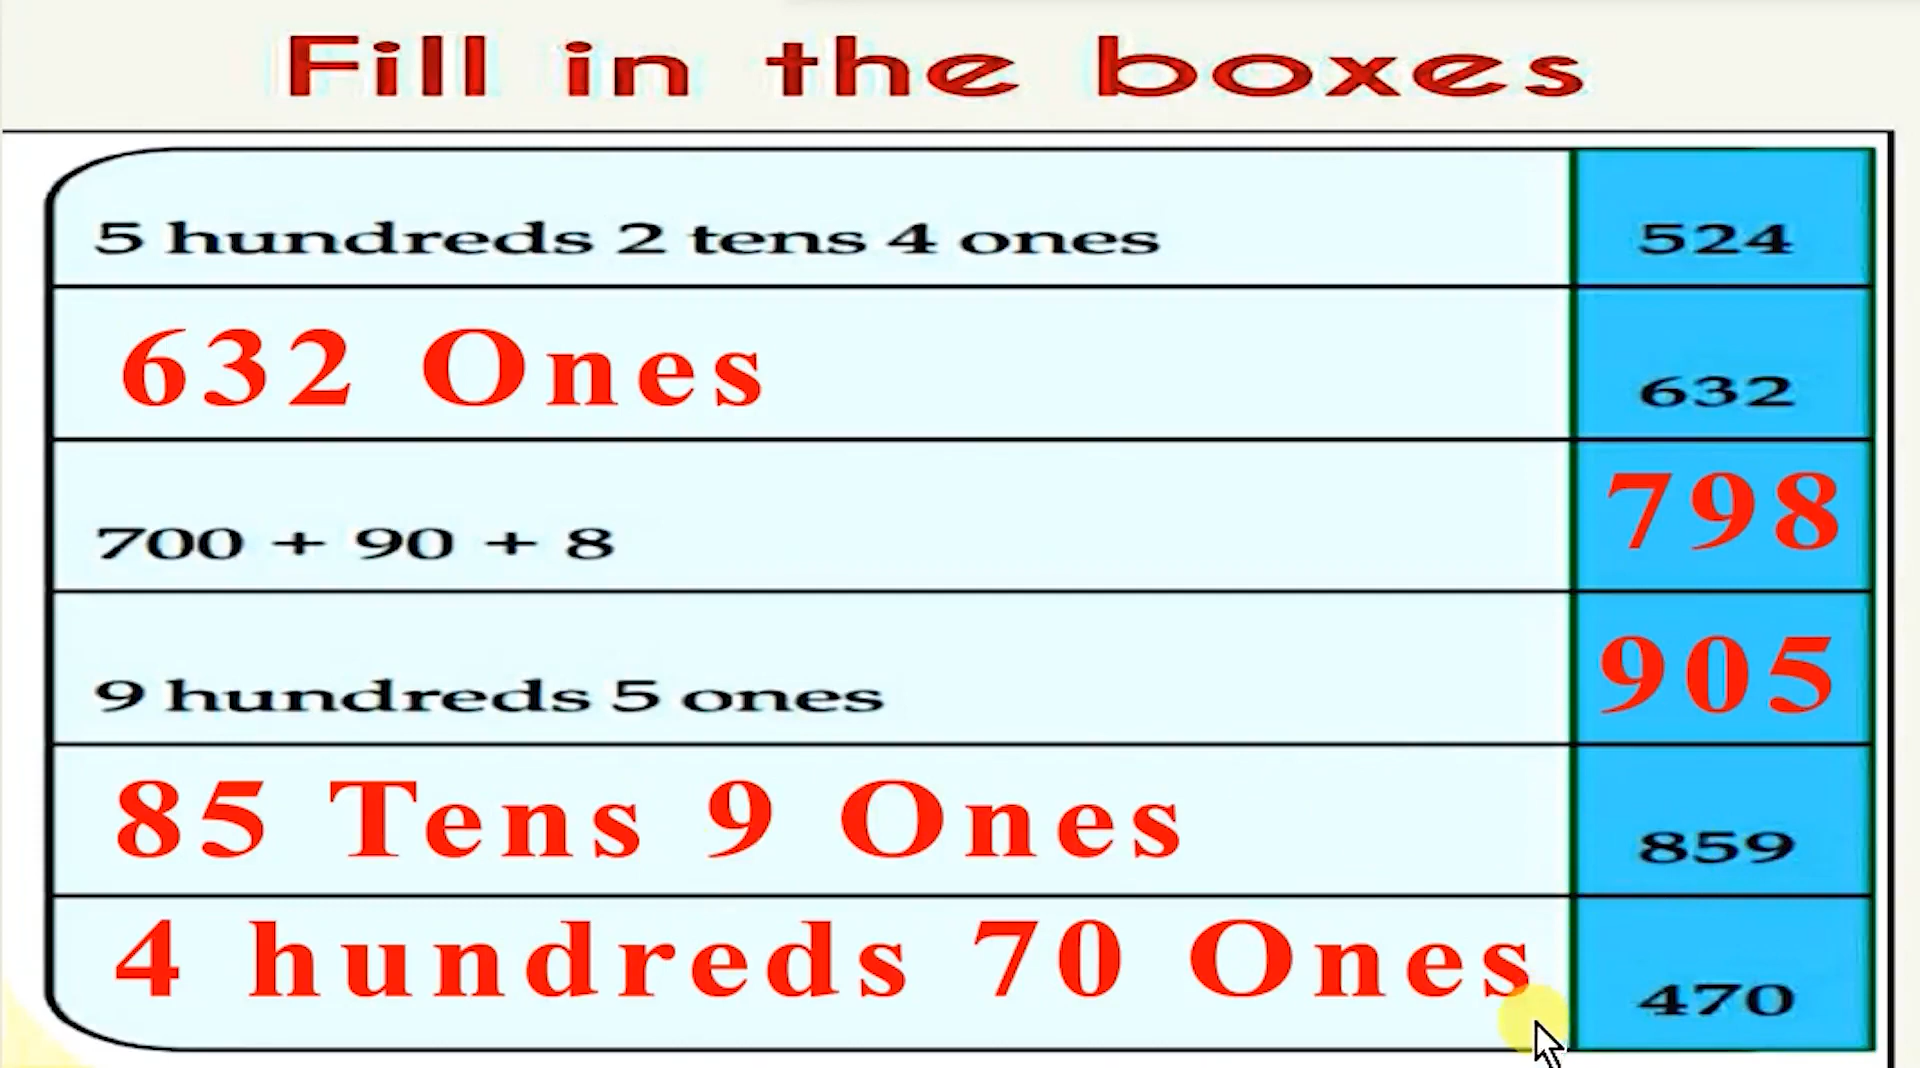 Fill in the boxes
5 hundreds 2 tens 4 ones 524
632 Ones 632
700 + 90 + 8 798
9 hundreds 5 ones 905
85 Tens 9 Ones 859
4 hundreds 70 Ones 470